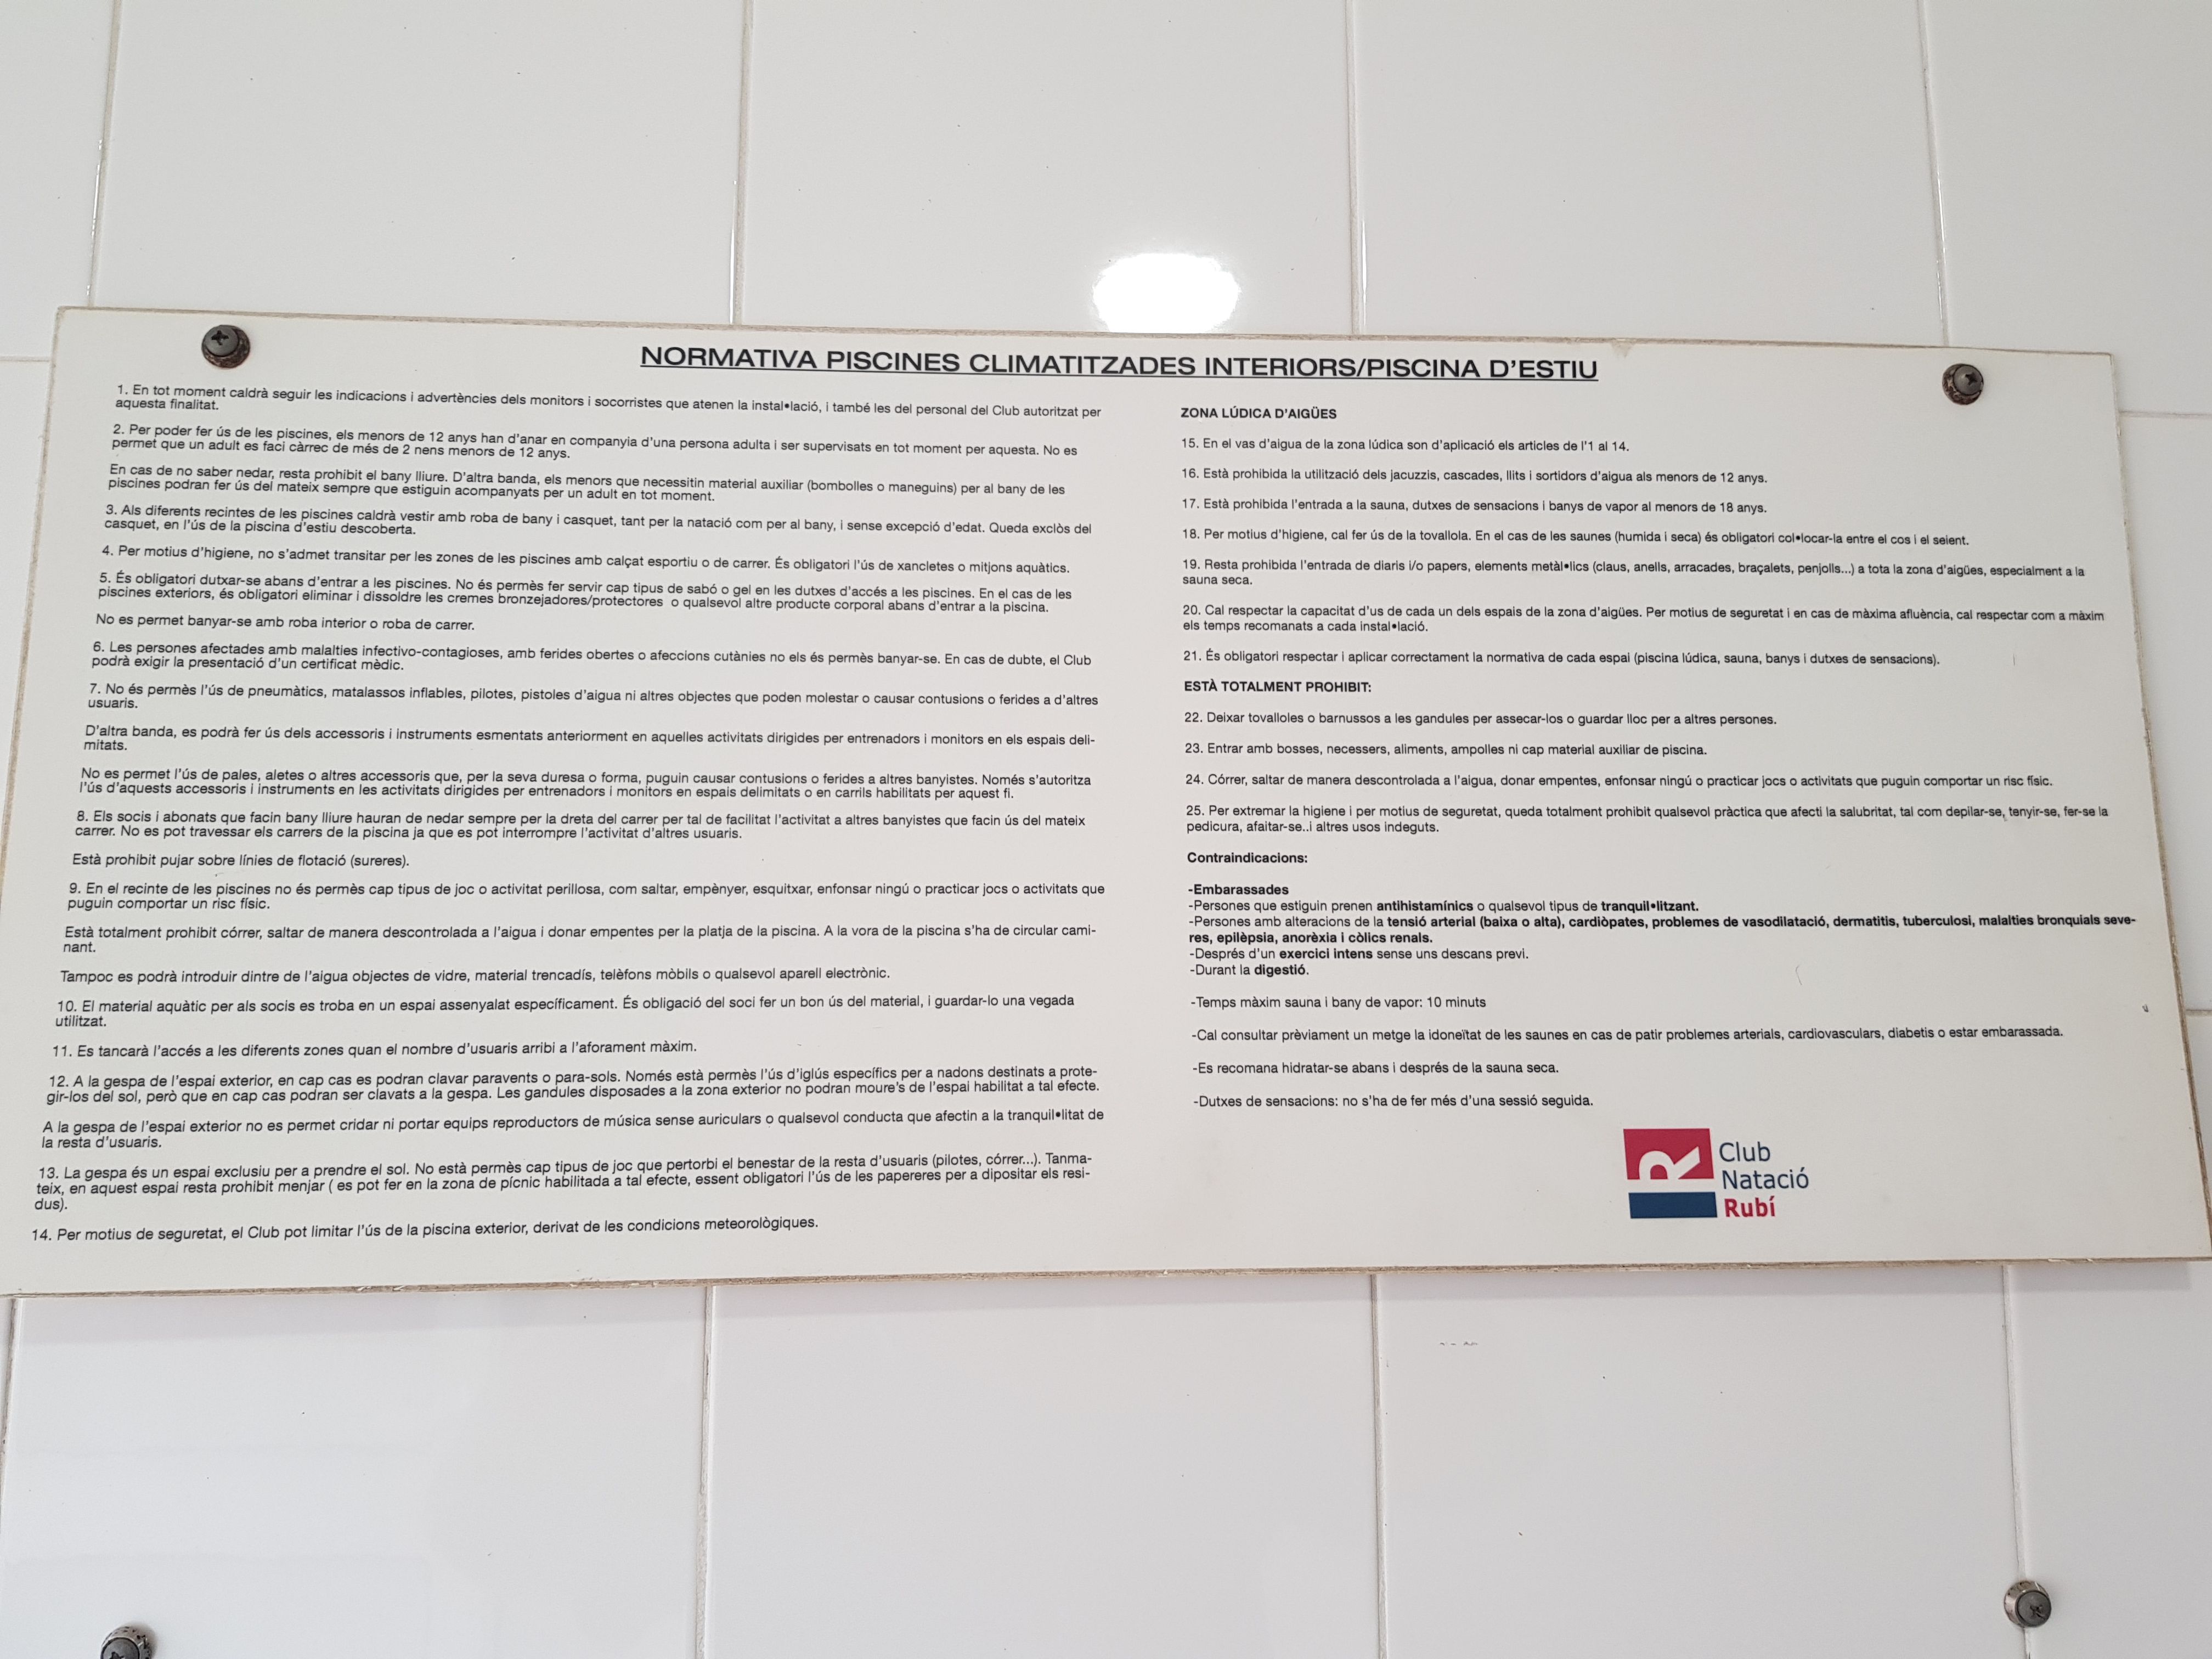 NORMATIVA PISCINES CLIMATITZADES INTERIORS/PISCINA D'ESTIU
1. En tot moment caldrà seguir les indicacions i advertències dels monitors i socorristes que atenen la instal•lació, i també les del personal del Club autoritzat per
aquesta finalitat.
2. Per poder fer ús de les piscines, els menors de 12 anys han d'anar en companyia d'una persona adulta i ser supervisats en tot moment per aquesta. No es
permet que un adult es faci càrrec de més de 2 nens menors de 12 anys.
En cas de no saber nedar, resta prohibit el bany lliure. D'altra banda, els menors que necessitin material auxiliar (bombolles o maneguins) per al bany de les
piscines podran fer ús del mateix sempre que estiguin acompanyats per un adult en tot moment.
3. Als diferents recintes de les piscines caldrà vestir amb roba de bany i casquet, tant per la natació com per al bany, i sense excepció d'edat. Queda exclòs del
casquet, en l'ús de la piscina d'estiu descoberta.
4. Per motius d'higiene, no s'admet transitar per les zones de les piscines amb calçat esportiu o de carrer. És obligatori l'ús de xancletes o mitjons aquàtics.
5. És obligatori dutxar-se abans d'entrar a les piscines. No és permès fer servir cap tipus de sabó o gel en les dutxes d'accés a les piscines. En el cas de les
piscines exteriors, és obligatori eliminar i dissoldre les cremes bronzejadores/protectores o qualsevol altre producte corporal abans d'entrar a la piscina.
No es permet banyar-se amb roba interior o roba de carrer.
6. Les persones afectades amb malalties infectivo-contagioses, amb ferides obertes o afeccions cutànies no els és permès banyar-se. En cas de dubte, el Club
podrà exigir la presentació d'un certificat mèdic.
7. No és permès l'ús de pneumàtics, matalassos inflables, pilotes, pistoles d'aigua ni altres objectes que poden molestar o causar contusions o ferides a d'altres
usuaris.
D'altra banda, es podrà fer ús dels accessoris i instruments esmentats anteriorment en aquelles activitats dirigides per entrenadors i monitors en els espais deli-
mitats.
No es permet l'ús de pales, aletes o altres accessoris que, per la seva duresa o forma, puguin causar contusions o ferides a altres banyistes. Només s'autoritza
l'ús d'aquests accessoris i instruments en les activitats dirigides per entrenadors i monitors en espais delimitats o en carrils habilitats per aquest fi.
8. Els socis i abonats que facin bany lliure hauran de nedar sempre per la dreta del carrer per tal de facilitat l'activitat a altres banyistes que facin ús del mateix
carrer. No es pot travessar els carrers de la piscina ja que es pot interrompre l'activitat d'altres usuaris.
Està prohibit pujar sobre línies de flotació (sureres).
9. En el recinte de les piscines no és permès cap tipus de joc o activitat perillosa, com saltar, empènyer, esquitxar, enfonsar ningú o practicar jocs o activitats que
puguin comportar un risc físic.
Està totalment prohibit córrer, saltar de manera descontrolada a l'aigua i donar empentes per la platja de la piscina. A la vora de la piscina s'ha de circular cami-
nant.
Tampoc es podrà introduir dintre de l'aigua objectes de vidre, material trencadís, telèfons mòbils o qualsevol aparell electrònic.
10. El material aquàtic per als socis es troba en un espai assenyalat específicament. És obligació del soci fer un bon ús del material, i guardar-lo una vegada
utilitzat.
11. Es tancarà l'accés a les diferents zones quan el nombre d'usuaris arribi a l'aforament màxim.
12. A la gespa de l'espai exterior, en cap cas es podran clavar paravents o para-sols. Només està permès l'ús d'iglús específics per a nadons destinats a prote-
gir-los del sol, però que en cap cas podran ser clavats a la gespa. Les gandules disposades a la zona exterior no podran moure's de l'espai habilitat a tal efecte.
A la gespa de l'espai exterior no es permet cridar ni portar equips reproductors de música sense auriculars o qualsevol conducta que afectin a la tranquil•litat de
la resta d'usuaris.
13. La gespa és un espai exclusiu per a prendre el sol. No està permès cap tipus de joc que pertorbi el benestar de la resta d'usuaris (pilotes, córrer...). Tanma-
teix, en aquest espai resta prohibit menjar ( es pot fer en la zona de pícnic habilitada a tal efecte, essent obligatori l'ús de les papereres per a dipositar els resi-
dus).
14. Per motius de seguretat, el Club pot limitar l'ús de la piscina exterior, derivat de les condicions meteorològiques.
ZONA LÚDICA D'AIGÜES
15. En el vas d'aigua de la zona lúdica son d'aplicació els articles de l'1 al 14.
16. Està prohibida la utilització dels jacuzzis, cascades, llits i sortidors d'aigua als menors de 12 anys.
17. Està prohibida l'entrada a la sauna, dutxes de sensacions i banys de vapor al menors de 18 anys.
18. Per motius d'higiene, cal fer ús de la tovallola. En el cas de les saunes (humida i seca) és obligatori col•locar-la entre el cos i el seient.
19. Resta prohibida l'entrada de diaris i/o papers, elements metàl•lics (claus, anells, arracades, braçalets, penjolls...) a tota la zona d'aigües, especialment a la
sauna seca.
20. Cal respectar la capacitat d'us de cada un dels espais de la zona d'aigües. Per motius de seguretat i en cas de màxima afluència, cal respectar com a màxim
els temps recomanats a cada instal•lació.
21. És obligatori respectar i aplicar correctament la normativa de cada espai (piscina lúdica, sauna, banys i dutxes de sensacions).
ESTÀ TOTALMENT PROHIBIT:
22. Deixar tovalloles o barnussos a les gandules per assecar-los o guardar lloc per a altres persones.
23. Entrar amb bosses, necessers, aliments, ampolles ni cap material auxiliar de piscina.
24. Córrer, saltar de manera descontrolada a l'aigua, donar empentes, enfonsar ningú o practicar jocs o activitats que puguin comportar un risc físic.
25. Per extremar la higiene i per motius de seguretat, queda totalment prohibit qualsevol pràctica que afecti la salubritat, tal com depilar-se, tenyir-se, fer-se la
pedicura, afaitar-se..i altres usos indeguts.
Contraindicacions:
-Embarassades
-Persones que estiguin prenen antihistamínics o qualsevol tipus de tranquil•litzant.
-Persones amb alteracions de la tensió arterial (baixa o alta), cardiòpates, problemes de vasodilatació, dermatitis, tuberculosi, malalties bronquials seve-
res, epilèpsia, anorèxia i còlics renals.
-Després d'un exercici intens sense uns descans previ.
-Durant la digestió.
-Temps màxim sauna i bany de vapor: 10 minuts
-Cal consultar prèviament un metge la idoneïtat de les saunes en cas de patir problemes arterials, cardiovasculars, diabetis o estar embarassada.
-Es recomana hidratar-se abans i després de la sauna seca.
-Dutxes de sensacions: no s'ha de fer més d'una sessió seguida.
Club
Natació
Rubí